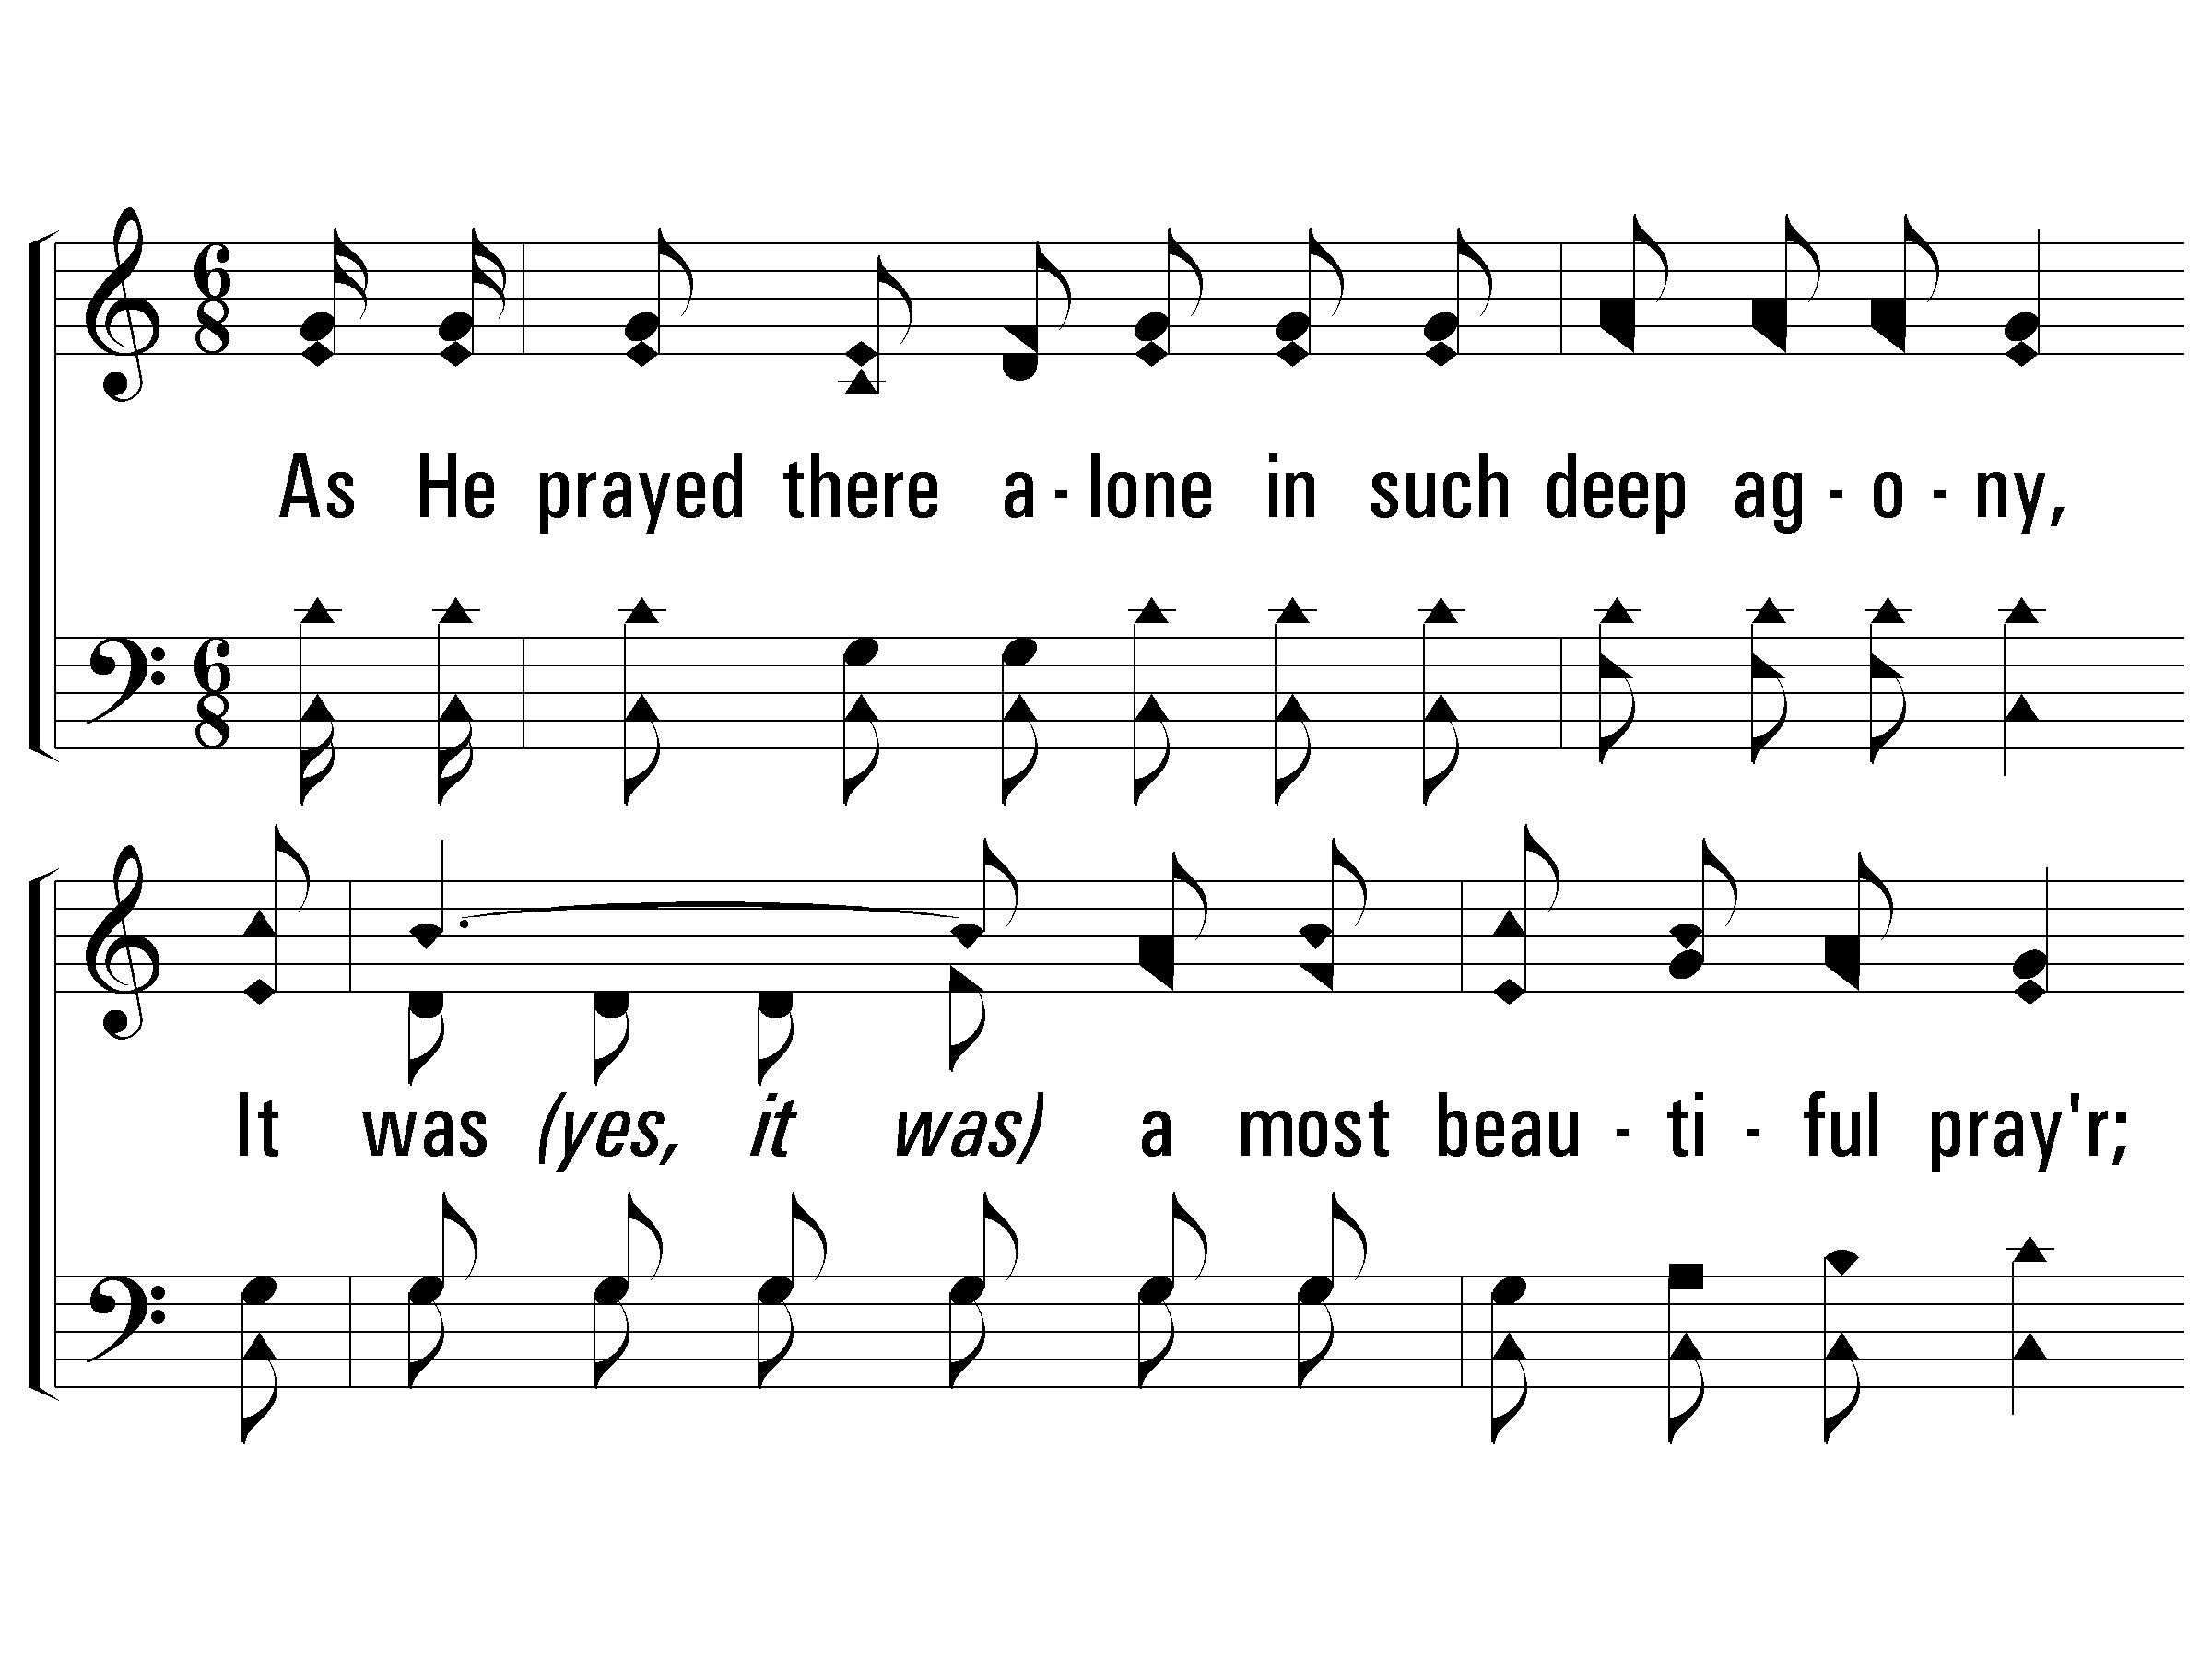 As He prayed there a - lone in such deep ag - o - ny,
It was (yes, it was) a most beau - ti - ful pray'r;